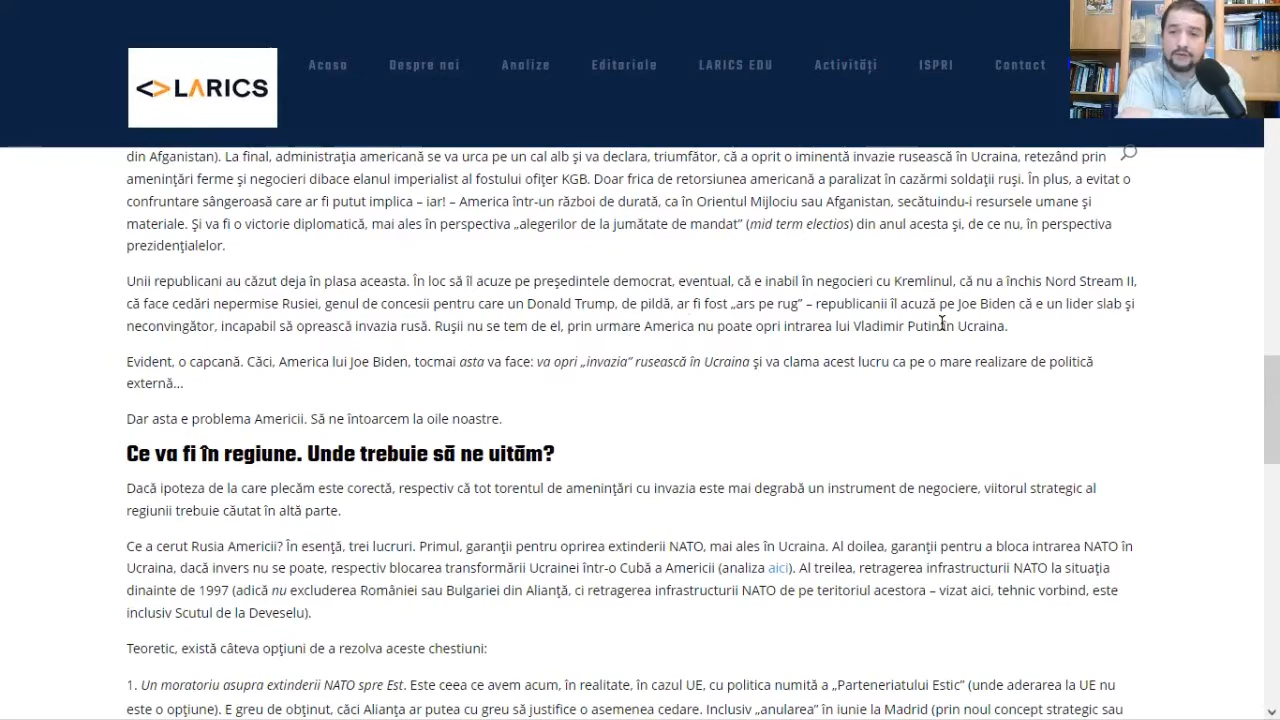 <>LARICS
Acasa Despre noi Analize Editoriale LARICS EDU Activități ISPRI Contact
din Afganistan). La final, administrația americană se va urca pe un cal alb și va declara, triumfător, că a oprit o iminentă invazie rusească în Ucraina, retezând prin
amenințări ferme și negocieri dibace elanul imperialist al fostului ofițer KGB. Doar frica de retorsiunea americană a paralizat în cazărmi soldații ruși. În plus, a evitat o
confruntare sângeroasă care ar fi putut implica – iar! – America într-un război de durată, ca în Orientul Mijlociu sau Afganistan, secătuindu-i resursele umane și
materiale. Și va fi o victorie diplomatică, mai ales în perspectiva „alegerilor de la jumătate de mandat” (mid term electios) din anul acesta și, de ce nu, în perspectiva
prezidențialelor.
Unii republicani au căzut deja în plasa aceasta. În loc să îl acuze pe președintele democrat, eventual, că e inabil în negocieri cu Kremlinul, că nu a închis Nord Stream II,
că face cedări nepermise Rusiei, genul de concesii pentru care un Donald Trump, de pildă, ar fi fost „ars pe rug” – republicanii îl acuză pe Joe Biden că e un lider slab și
neconvingător, incapabil să oprească invazia rusă. Rușii nu se tem de el, prin urmare America nu poate opri intrarea lui Vladimir Putin în Ucraina.
Evident, o capcană. Căci, America lui Joe Biden, tocmai asta va face: va opri „invazia” rusească în Ucraina și va clama acest lucru ca pe o mare realizare de politică
externă...
Dar asta e problema Americii. Să ne întoarcem la oile noastre.
Ce va fi în regiune. Unde trebuie să ne uităm?
Dacă ipoteza de la care plecăm este corectă, respectiv că tot torentul de amenințări cu invazia este mai degrabă un instrument de negociere, viitorul strategic al
regiunii trebuie căutat în altă parte.
Ce a cerut Rusia Americii? În esență, trei lucruri. Primul, garanții pentru oprirea extinderii NATO, mai ales în Ucraina. Al doilea, garanții pentru a bloca intrarea NATO în
Ucraina, dacă invers nu se poate, respectiv blocarea transformării Ucrainei într-o Cubă a Americii (analiza aici). Al treilea, retragerea infrastructurii NATO la situația
dinainte de 1997 (adică nu excluderea României sau Bulgariei din Alianță, ci retragerea infrastructurii NATO de pe teritoriul acestora – vizat aici, tehnic vorbind, este
inclusiv Scutul de la Deveselu).
Teoretic, există câteva opțiuni de a rezolva aceste chestiuni:
1. Un moratoriu asupra extinderii NATO spre Est. Este ceea ce avem acum, în realitate, în cazul UE, cu politica numită a „Parteneriatului Estic” (unde aderarea la UE nu
este o opțiune). E greu de obținut, căci Alianța ar putea cu greu să justifice o asemenea cedare. Inclusiv „anularea” în iunie la Madrid (prin noul concept strategic sau